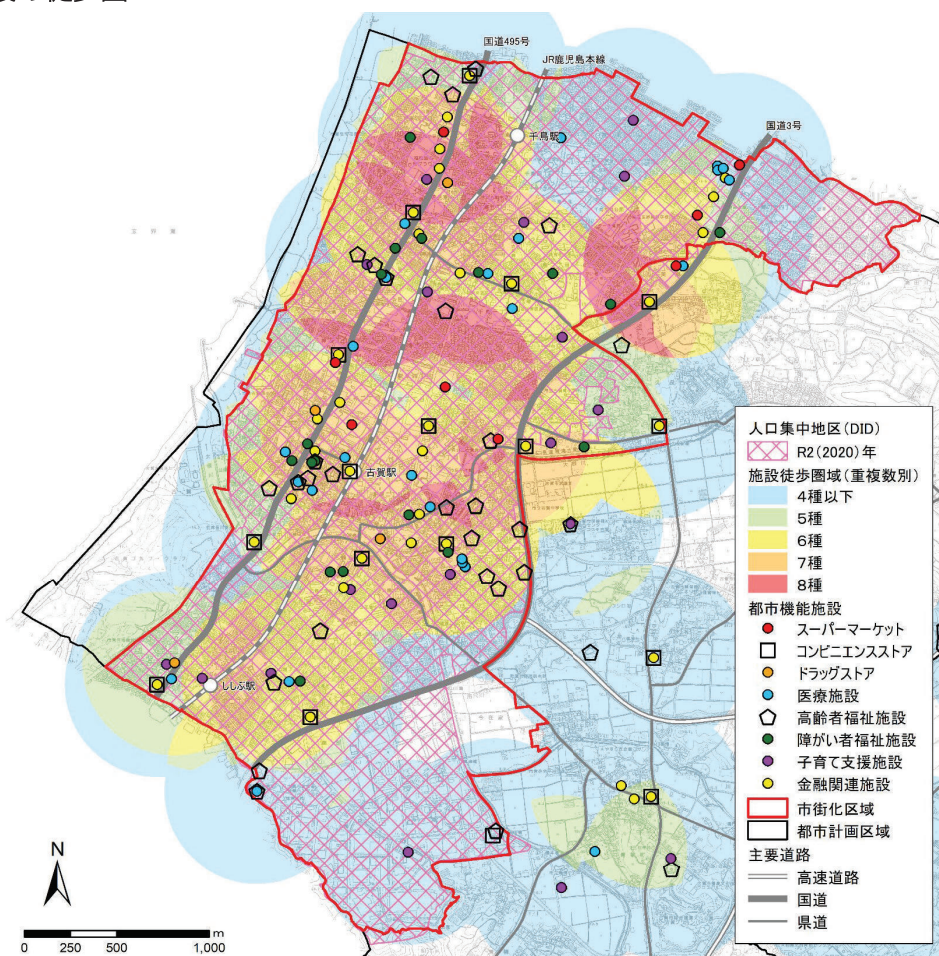 国道495号
JR鹿児島本線
千鳥駅
国道3号
古賀駅
ししぶ駅
人口集中地区(DID)
R2(2020)年
施設徒歩圏域(重複数別)
4種以下
5種
6種
7種
8種
都市機能施設
スーパーマーケット
コンビニエンスストア
ドラッグストア
医療施設
高齢者福祉施設
障がい者福祉施設
子育て支援施設
金融関連施設
市街化区域
都市計画区域
主要道路
高速道路
国道
県道
N
m
0 250 500 1,000